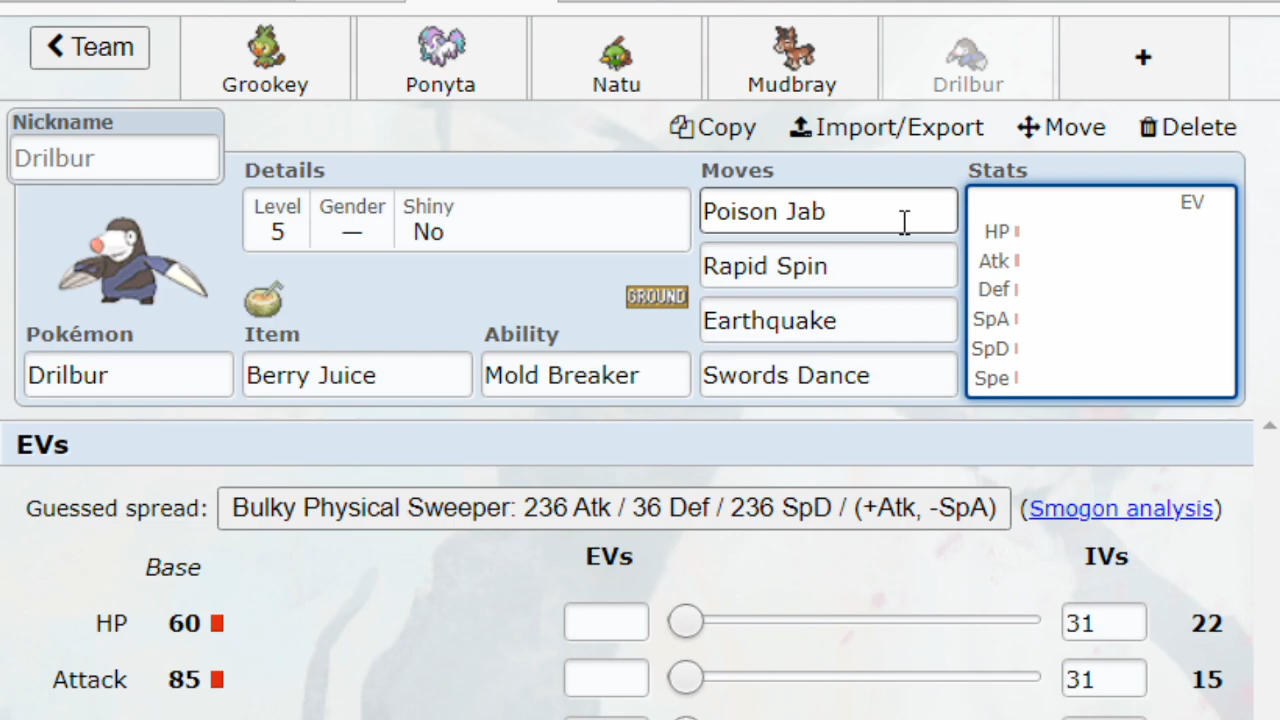 Team
Grookey
Ponyta
Natu
Mudbray
Drilbur
+
Nickname
Drilbur
Copy
Import/Export
Move
Delete
Details
Moves
Stats
Level
Gender
Shiny
5
—
No
Poison Jab
EV
HP
Atk
Def
SpA
SpD
Spe
Rapid Spin
GROUND
Earthquake
Pokémon
Item
Ability
Drilbur
Berry Juice
Mold Breaker
Swords Dance
EVs
Guessed spread: Bulky Physical Sweeper: 236 Atk / 36 Def / 236 SpD / (+Atk, -SpA) (Smogon analysis)
Base EVs IVs
HP 60 31 22
Attack 85 31 15